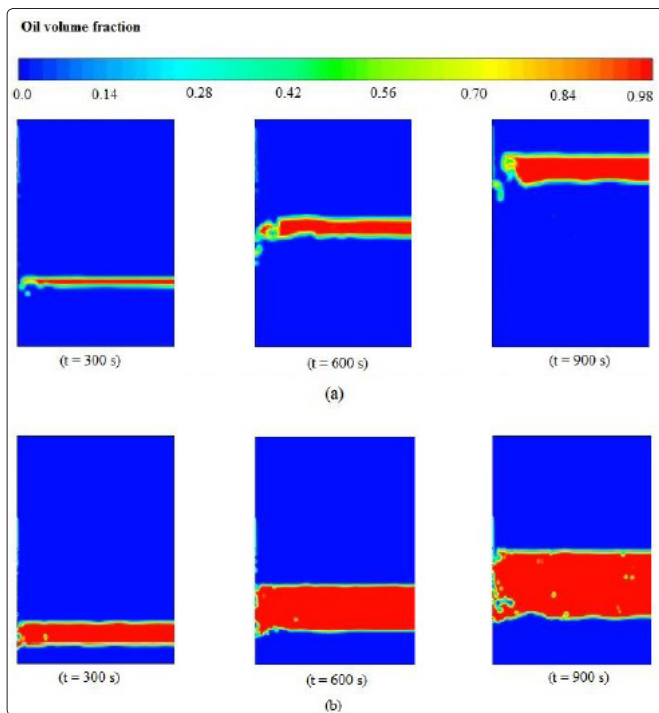 Oil volume fraction
0.0 0.14 0.28 0.42 0.56 0.70 0.84 0.98
(t = 300 s) (t = 600 s) (t = 900 s)
(a)
(t = 300 s) (t = 600 s) (t = 900 s)
(b)